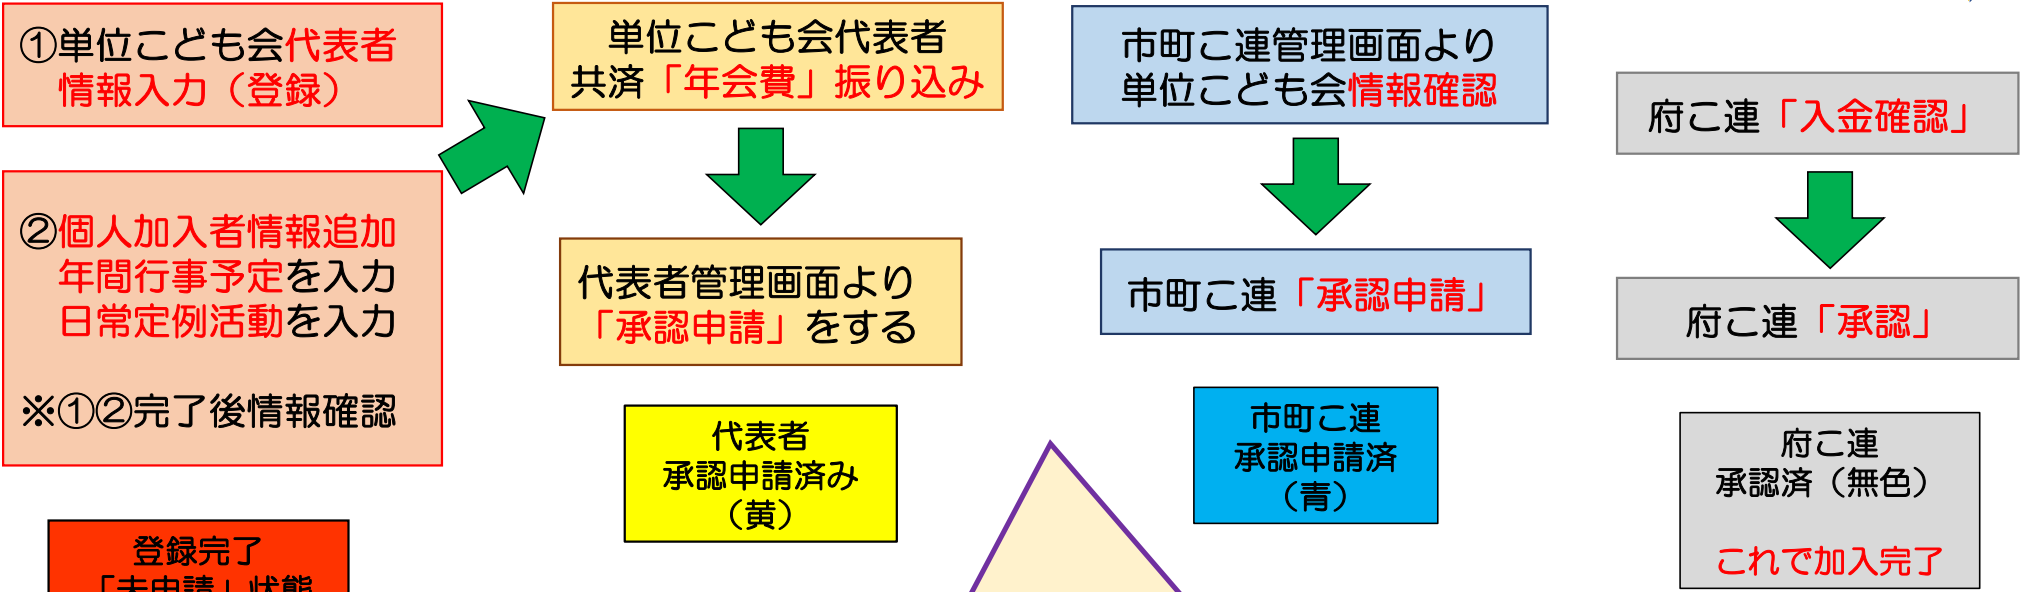 ①単位こども会代表者
情報入力（登録）
②個人加入者情報追加
年間行事予定を入力
日常定例活動を入力
※①②完了後情報確認
登録完了
「未申請」状態
単位こども会代表者
共済「年会費」振り込み
代表者管理画面より
「承認申請」をする
代表者
承認申請済み
（黄）
市町こ連管理画面より
単位こども会情報確認
市町こ連「承認申請」
市町こ連
承認申請済
（青）
府こ連「入金確認」
府こ連「承認」
府こ連
承認済（無色）
これで加入完了